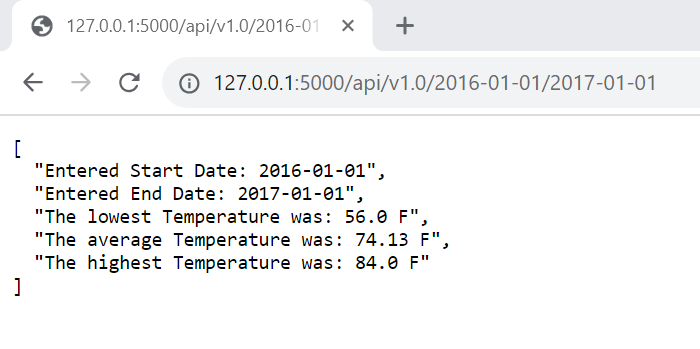 127.0.0.1:5000/api/v1.0/2016-01
127.0.0.1:5000/api/v1.0/2016-01-01/2017-01-01
[
"Entered Start Date: 2016-01-01",
"Entered End Date: 2017-01-01",
"The lowest Temperature was: 56.0 F",
"The average Temperature was: 74.13 F",
"The highest Temperature was: 84.0 F"
]